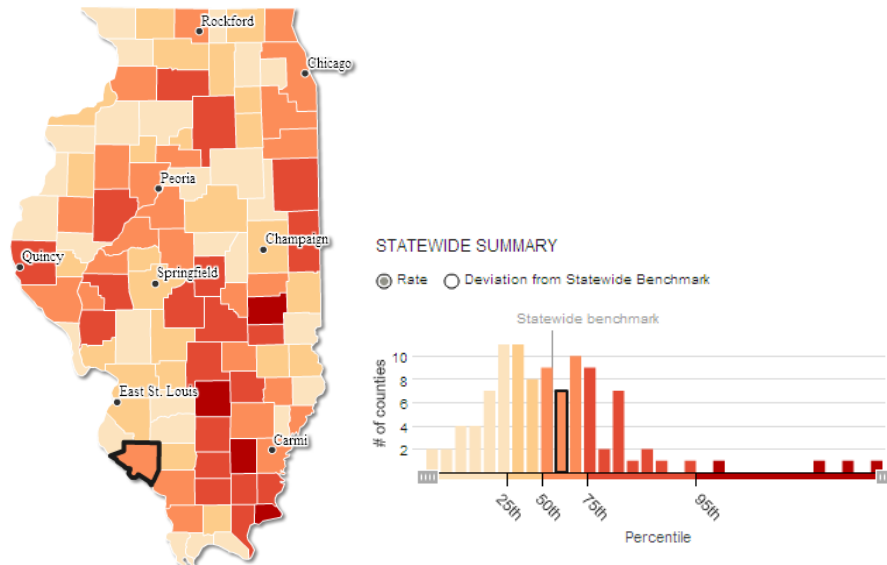 Rockford
Chicago
Peoria
Quincy
Champaign
Springfield
East St. Louis
Carmi
STATEWIDE SUMMARY
Rate Deviation from Statewide Benchmark
Statewide benchmark
# of counties
10
8
6
4
2
25th 50th 75th 95th
Percentile